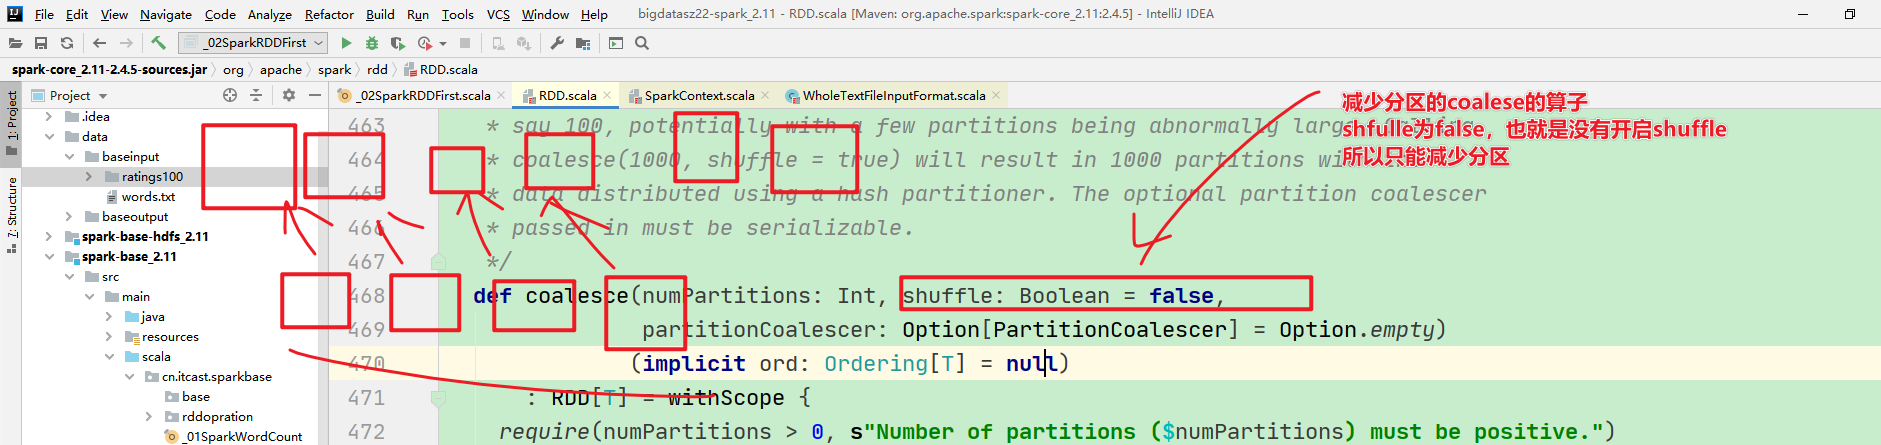 File Edit View Navigate Code Analyze Refactor Build Run Tools VCS Window Help bigdatasz22-spark_2.11 - RDD.scala [Maven: org.apache.spark:spark-core_2.11:2.4.5] - IntelliJ IDEA
_02SparkRDDFirst
spark-core_2.11-2.4.5-sources.jar org apache spark rdd RDD.scala
Project _02SparkRDDFirst.scala RDD.scala SparkContext.scala WholeTextFileInputFormat.scala
1: Project
7: Structure
.idea
data
baseinput
ratings100
words.txt
baseoutput
spark-base-hdfs_2.11
spark-base_2.11
src
main
java
resources
scala
cn.itcast.sparkbase
base
rddopration
_01SparkWordCount
减少分区的coalese的算子
shfulle为false，也就是没有开启shuffle
所以只能减少分区
463 * say 100, potentially with a few partitions being abnormally large.
464 * coalesce(1000, shuffle = true) will result in 1000 partitions
465 * data distributed using a hash partitioner. The optional partition coalescer
466 * passed in must be serializable.
467 */
468 def coalesce(numPartitions: Int, shuffle: Boolean = false,
469 partitionCoalescer: Option[PartitionCoalescer] = Option.empty)
470 (implicit ord: Ordering[T] = null)
471 : RDD[T] = withScope {
472 require(numPartitions > 0, s"Number of partitions ($numPartitions) must be positive.")